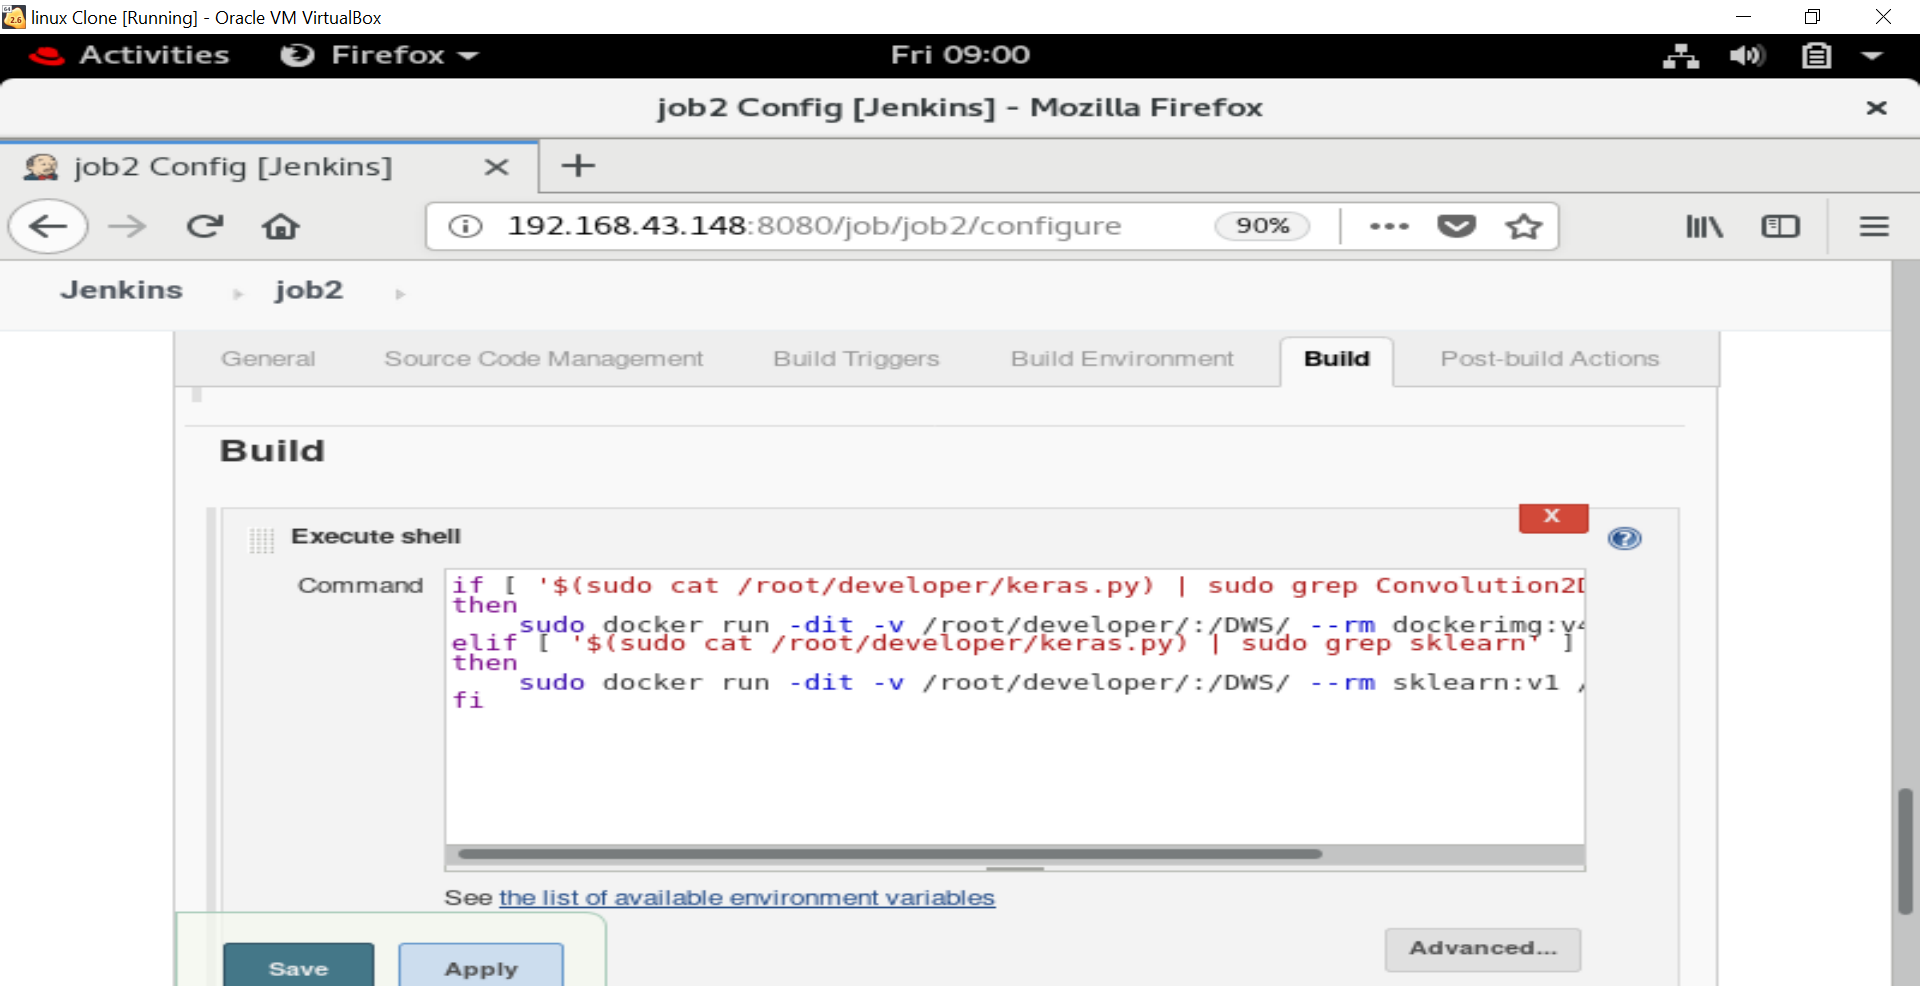 linux Clone [Running] - Oracle VM VirtualBox
Activities Firefox Fri 09:00
job2 Config [Jenkins] - Mozilla Firefox
job2 Config [Jenkins]
192.168.43.148:8080/job/job2/configure 90%
Jenkins job2
General Source Code Management Build Triggers Build Environment Build Post-build Actions
Build
X
Execute shell
Command
if [ '$(sudo cat /root/developer/keras.py) | sudo grep Convolution2D
then
sudo docker run -dit -v /root/developer/:/DWS/ --rm dockerimg:v4
elif [ '$(sudo cat /root/developer/keras.py) | sudo grep sklearn' ]
then
sudo docker run -dit -v /root/developer/:/DWS/ --rm sklearn:v1 /
fi
See the list of available environment variables
Advanced...
Save Apply